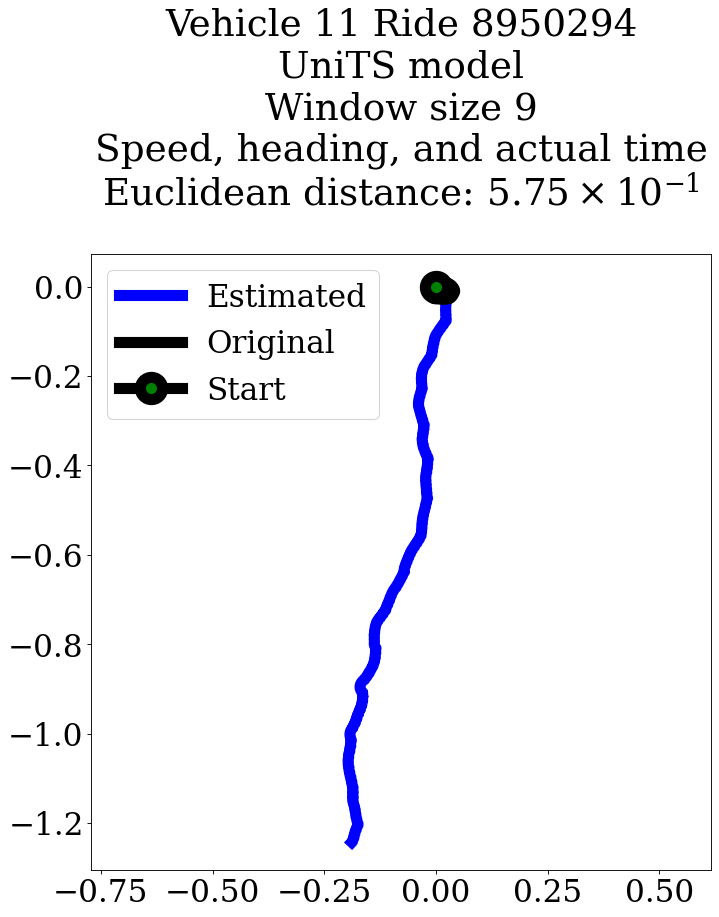 Vehicle 11 Ride 8950294
UniTS model
Window size 9
Speed, heading, and actual time
Euclidean distance: 5.75 × 10⁻¹
Estimated
Original
Start
0.0
−0.2
−0.4
−0.6
−0.8
−1.0
−1.2
−0.75 −0.50 −0.25 0.00 0.25 0.50